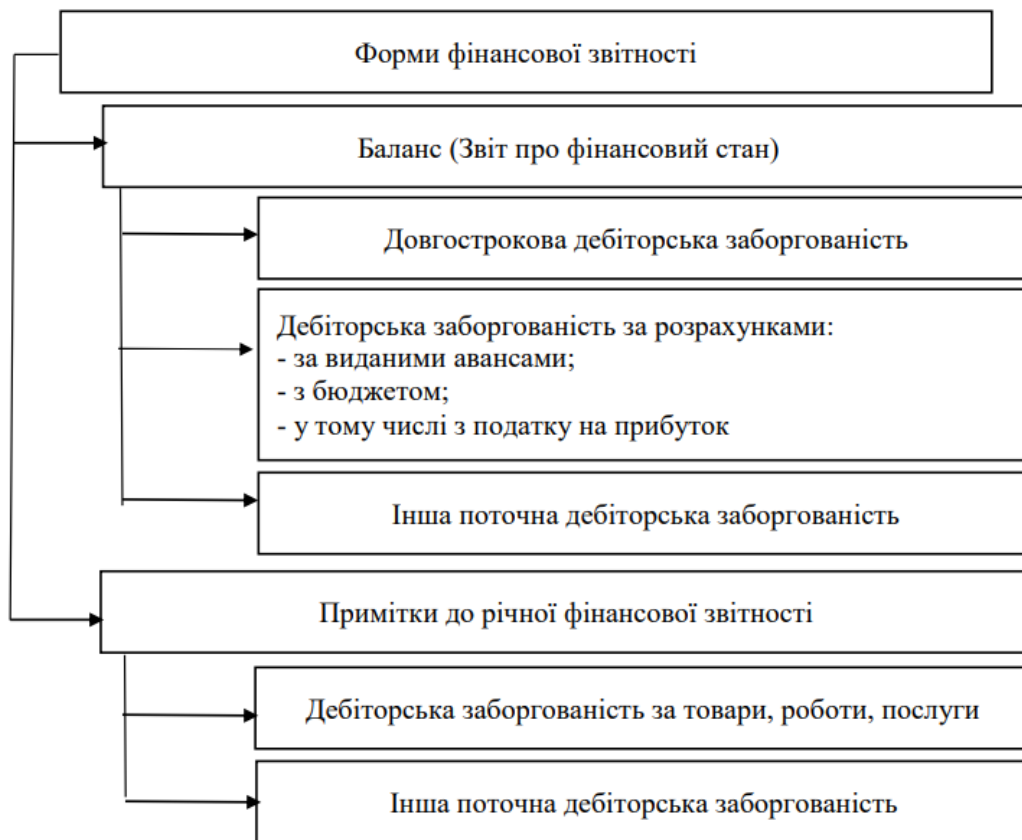 Форми фінансової звітності
Баланс (Звіт про фінансовий стан)
Довгострокова дебіторська заборгованість
Дебіторська заборгованість за розрахунками:
- за виданими авансами;
- з бюджетом;
- у тому числі з податку на прибуток
Інша поточна дебіторська заборгованість
Примітки до річної фінансової звітності
Дебіторська заборгованість за товари, роботи, послуги
Інша поточна дебіторська заборгованість